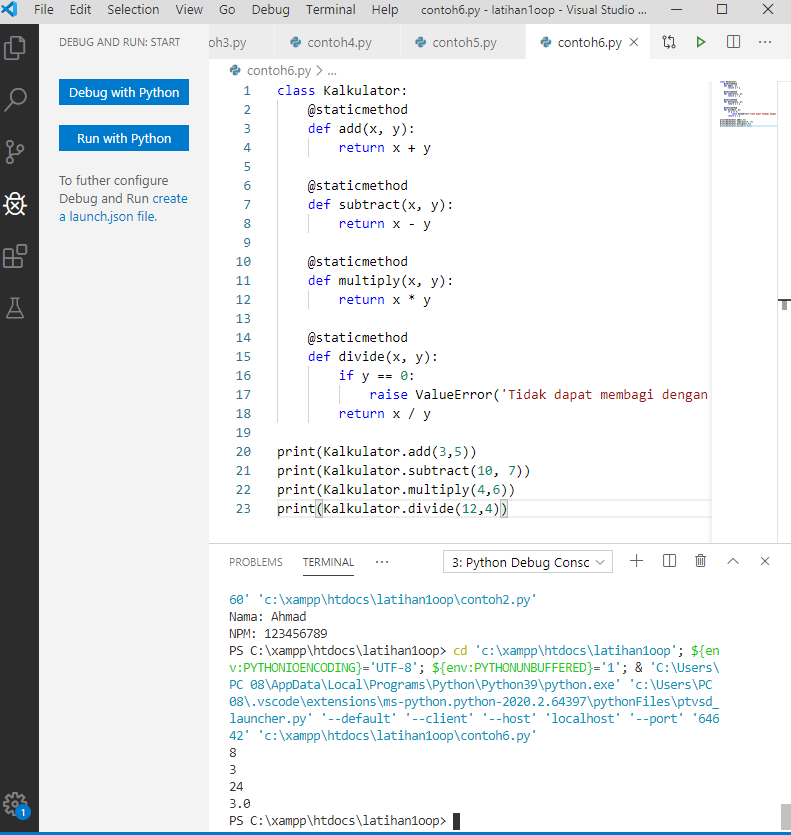 File Edit Selection View Go Debug Terminal Help contoh6.py - latihan1oop - Visual Studio ...
DEBUG AND RUN: START
oh3.py contoh4.py contoh5.py contoh6.py
contoh6.py > ...
Debug with Python
Run with Python
To futher configure
Debug and Run create
a launch.json file.
1 class Kalkulator:
2 @staticmethod
3 def add(x, y):
4 return x + y
5
6 @staticmethod
7 def subtract(x, y):
8 return x - y
9
10 @staticmethod
11 def multiply(x, y):
12 return x * y
13
14 @staticmethod
15 def divide(x, y):
16 if y == 0:
17 raise ValueError('Tidak dapat membagi dengan
18 return x / y
19
20 print(Kalkulator.add(3,5))
21 print(Kalkulator.subtract(10, 7))
22 print(Kalkulator.multiply(4,6))
23 print(Kalkulator.divide(12,4))
PROBLEMS TERMINAL ... 3: Python Debug Consc
60' 'c:\xampp\htdocs\latihan1oop\contoh2.py'
Nama: Ahmad
NPM: 123456789
PS C:\xampp\htdocs\latihan1oop> cd 'c:\xampp\htdocs\latihan1oop'; ${en
v:PYTHONIOENCODING}='UTF-8'; ${env:PYTHONUNBUFFERED}='1'; & 'C:\Users\
PC 08\AppData\Local\Programs\Python\Python39\python.exe' 'c:\Users\PC
08\.vscode\extensions\ms-python.python-2020.2.64397\pythonFiles\ptvsd_
launcher.py' '--default' '--client' '--host' 'localhost' '--port' '646
42' 'c:\xampp\htdocs\latihan1oop\contoh6.py'
8
3
24
3.0
PS C:\xampp\htdocs\latihan1oop>
1